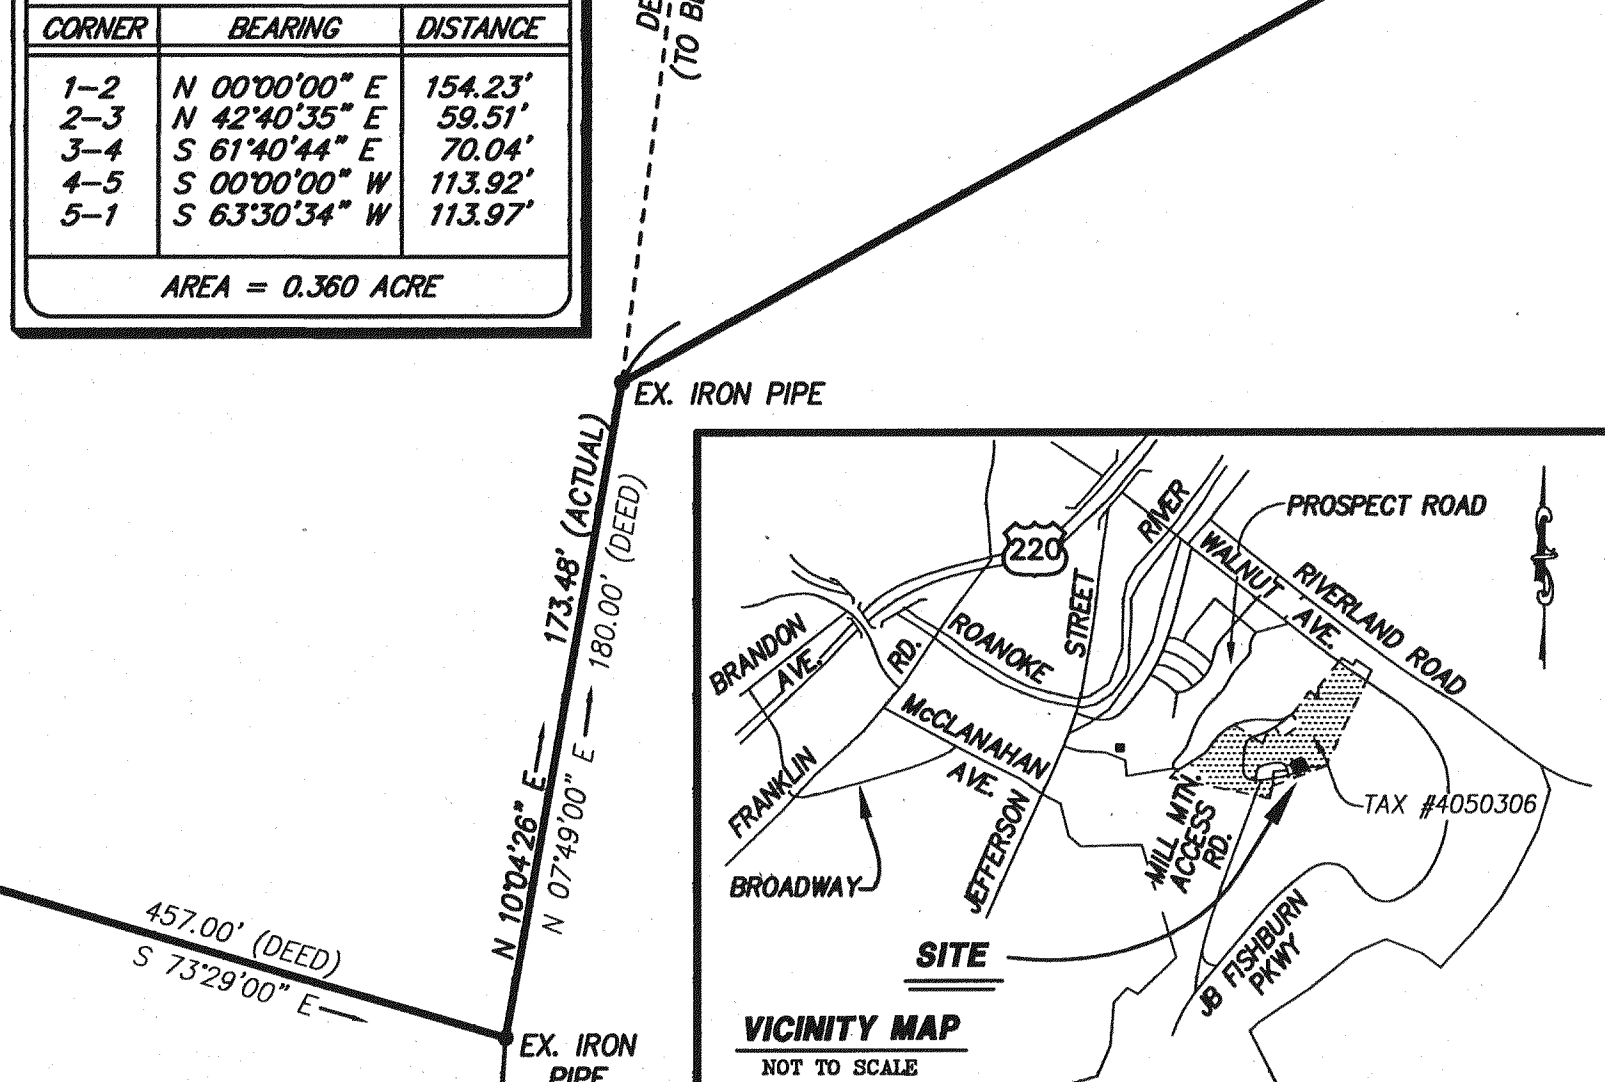 CORNER BEARING DISTANCE
1-2 N 00°00'00" E 154.23'
2-3 N 42°40'35" E 59.51'
3-4 S 61°40'44" E 70.04'
4-5 S 00°00'00" W 113.92'
5-1 S 63°30'34" W 113.97'
AREA = 0.360 ACRE
(TO
EX. IRON PIPE
N 10°04'26" E 173.48' (ACTUAL)
N 07°49'00" E 180.00' (DEED)
457.00' (DEED)
S 73°29'00" E
EX. IRON
PIPE
220
RIVER
PROSPECT ROAD
WALNUT
AVE.
RIVERLAND ROAD
STREET
ROANOKE
RD.
BRANDON
AVE.
McCLANAHAN
AVE.
FRANKLIN
JEFFERSON
BROADWAY
MILL MTN.
ACCESS
RD.
TAX #4050306
JB FISHBURN
PKWY
SITE
VICINITY MAP
NOT TO SCALE